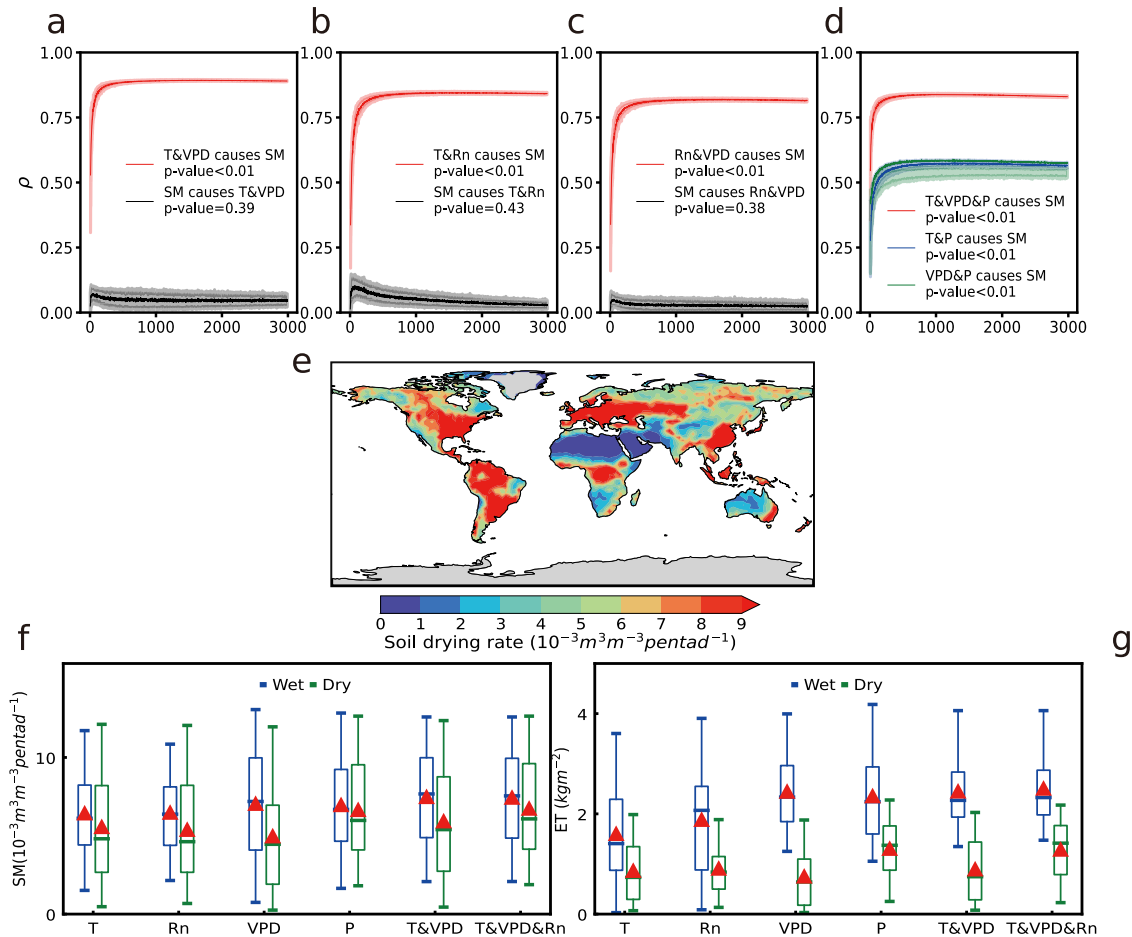 a
b
c
d
1.00
0.75
0.50
0.25
0.00
ρ
T&VPD causes SM
p-value<0.01
SM causes T&VPD
p-value=0.39
0 1000 2000 3000
1.00
0.75
0.50
0.25
0.00
T&Rn causes SM
p-value<0.01
SM causes T&Rn
p-value=0.43
0 1000 2000 3000
1.00
0.75
0.50
0.25
0.00
Rn&VPD causes SM
p-value<0.01
SM causes Rn&VPD
p-value=0.38
0 1000 2000 3000
1.00
0.75
0.50
0.25
0.00
T&VPD&P causes SM
p-value<0.01
T&P causes SM
p-value<0.01
VPD&P causes SM
p-value<0.01
0 1000 2000 3000
e
0 1 2 3 4 5 6 7 8 9
Soil drying rate (10⁻³m³m⁻³pentad⁻¹)
f
SM(10⁻³m³m⁻³pentad⁻¹)
10
0
Wet Dry
T Rn VPD P T&VPD T&VPD&Rn
g
ET (kgm⁻²)
4
2
0
Wet Dry
T Rn VPD P T&VPD T&VPD&Rn